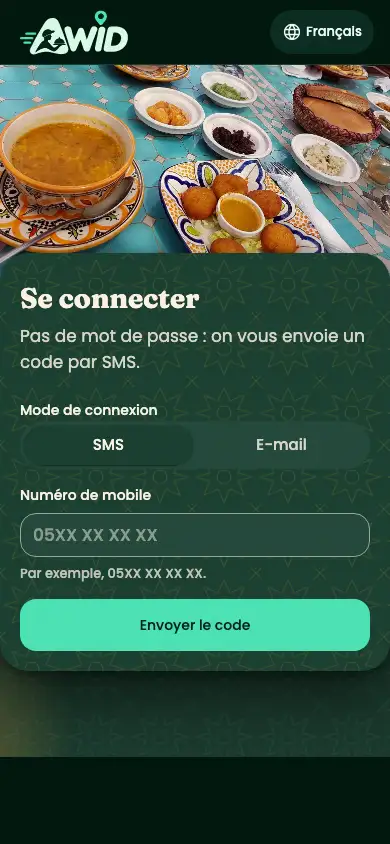 AWID
Français
Se connecter
Pas de mot de passe : on vous envoie un
code par SMS.
Mode de connexion
SMS
E-mail
Numéro de mobile
05XX XX XX XX
Par exemple, 05XX XX XX XX.
Envoyer le code